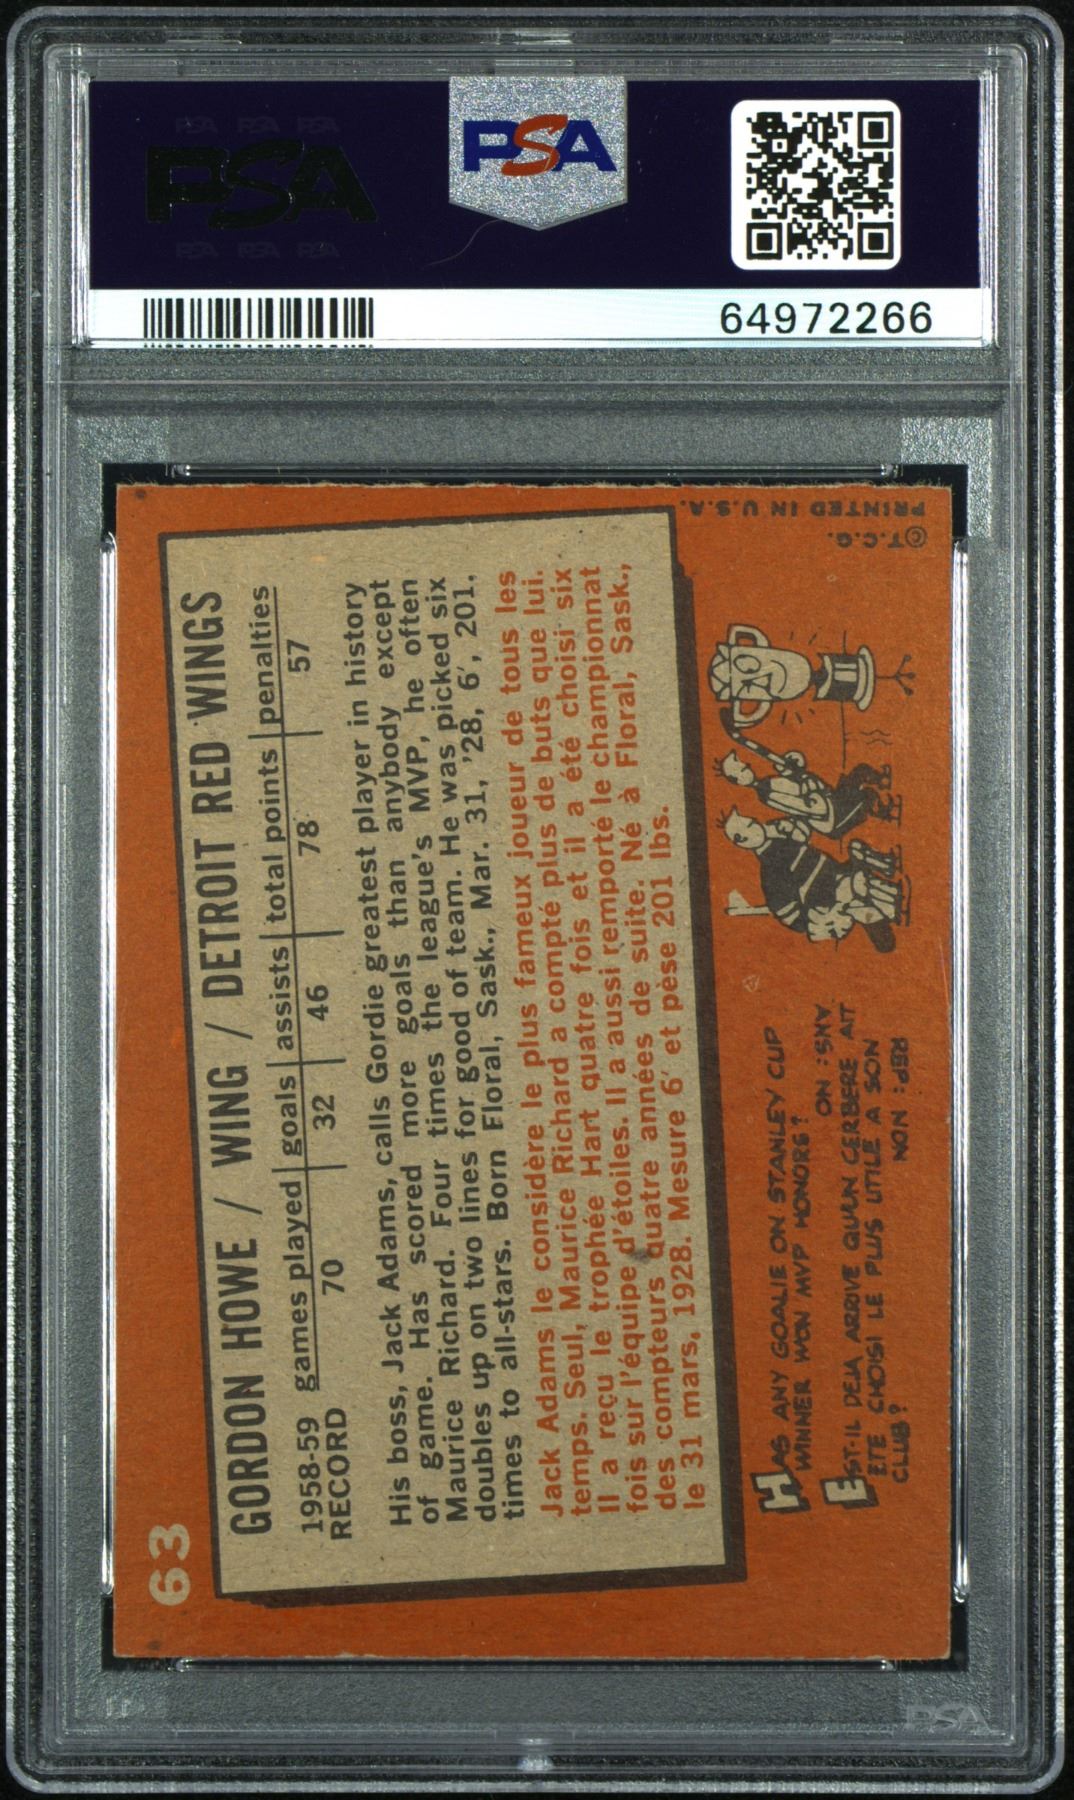 PSA PSA PSA
PSA
PSA PSA PSA
PSA
64972266
63
GORDON HOWE / WING / DETROIT RED WINGS
1958-59 RECORD
games played goals assists total points penalties
70 32 46 78 57
His boss, Jack Adams, calls Gordie greatest player in history
of game. Has scored more goals than anybody except
Maurice Richard. Four times the league's MVP, he often
doubles up on two lines for good of team. He was picked six
times to all-stars. Born Floral, Sask., Mar. 31, '28, 6', 201.
Jack Adams le considère le plus fameux joueur de tous les
temps. Seul, Maurice Richard a compté plus de buts que lui.
Il a reçu le trophée Hart quatre fois et il a été choisi six
fois sur l'équipe d'étoiles. Il a aussi remporté le championnat
des compteurs quatre années de suite. Né à Floral, Sask.,
le 31 mars, 1928. Mesure 6' et pèse 201 lbs.
HAS ANY GOALIE ON STANLEY CUP
WINNER WON MVP HONORS?
ANS: NO
EST-IL DEJA ARRIVE QU'UN CERBERE AIT
ETE CHOISI LE PLUS UTILE A SON
CLUB?
REP: NON
©T.C.G.
PRINTED IN U.S.A.
PSA